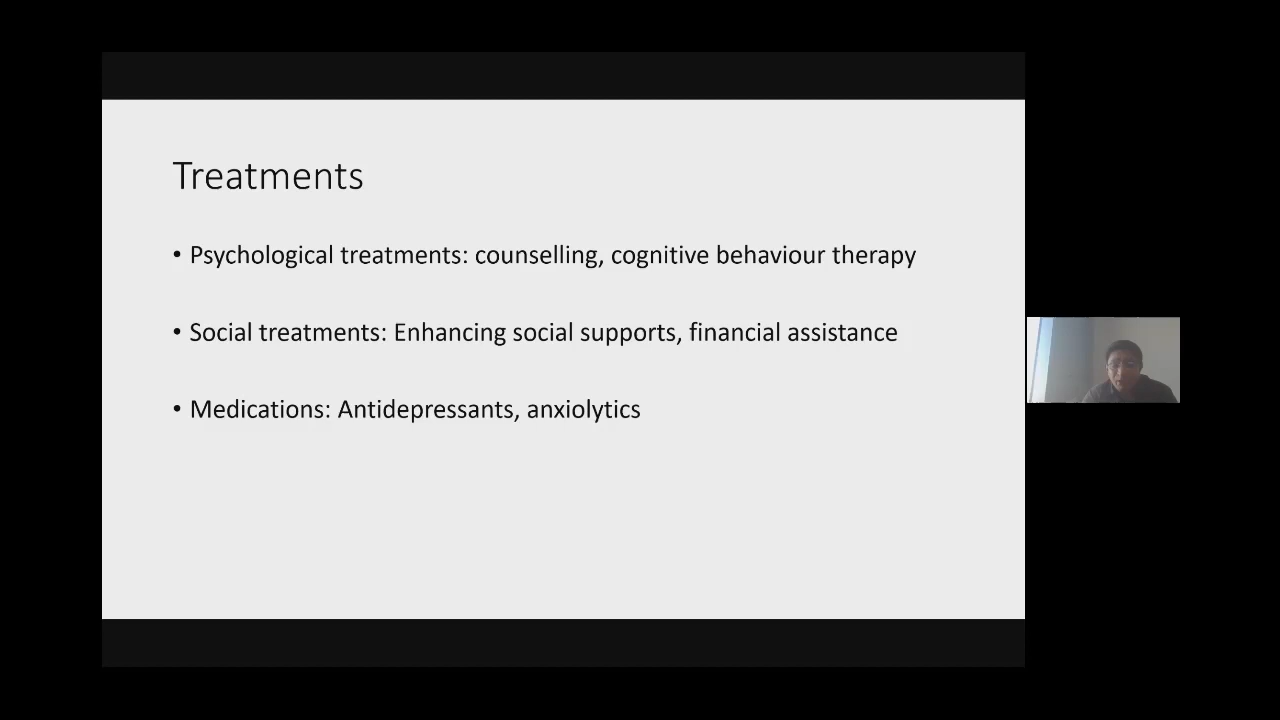 Treatments
• Psychological treatments: counselling, cognitive behaviour therapy
• Social treatments: Enhancing social supports, financial assistance
• Medications: Antidepressants, anxiolytics